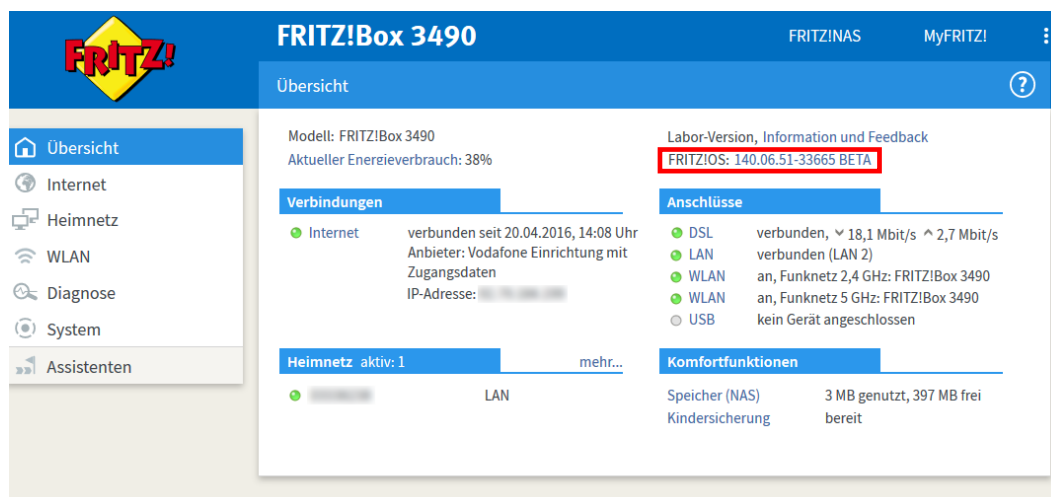 FRITZ!
FRITZ!Box 3490
FRITZ!NAS
MyFRITZ!
Übersicht
?
Übersicht
Internet
Heimnetz
WLAN
Diagnose
System
Assistenten
Modell: FRITZ!Box 3490
Aktueller Energieverbrauch: 38%
Labor-Version, Information und Feedback
FRITZ!OS: 140.06.51-33665 BETA
Verbindungen
Internet verbunden seit 20.04.2016, 14:08 Uhr
Anbieter: Vodafone Einrichtung mit
Zugangsdaten
IP-Adresse:
Anschlüsse
DSL verbunden, 18,1 Mbit/s 2,7 Mbit/s
LAN verbunden (LAN 2)
WLAN an, Funknetz 2,4 GHz: FRITZ!Box 3490
WLAN an, Funknetz 5 GHz: FRITZ!Box 3490
USB kein Gerät angeschlossen
Heimnetz aktiv: 1 mehr...
LAN
Komfortfunktionen
Speicher (NAS) 3 MB genutzt, 397 MB frei
Kindersicherung bereit